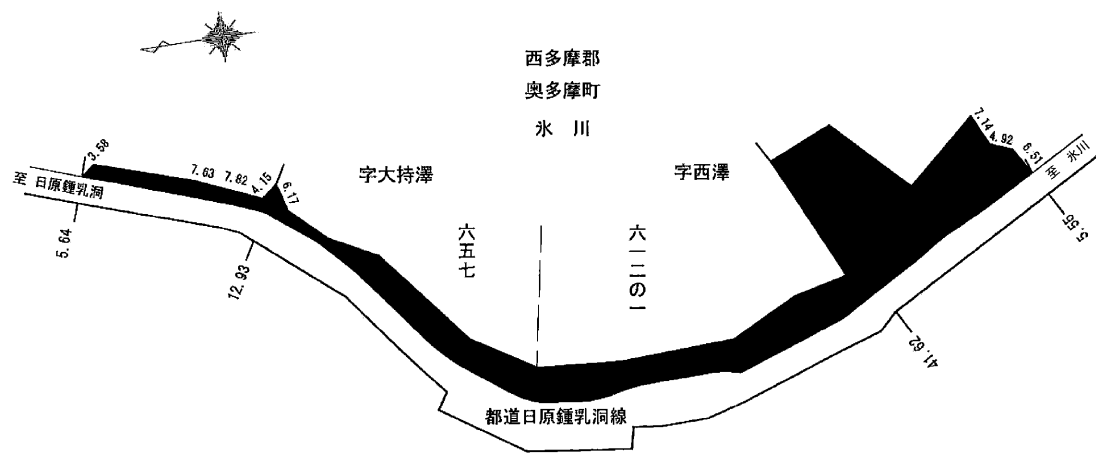 西多摩郡
奥多摩町
氷川
字大持澤
字西澤
六五七
六一二の一
至 日原鍾乳洞
至 氷川
都道日原鍾乳洞線
3.58
7.63
7.82
4.15
6.17
7.14
4.92
6.51
5.64
12.93
41.62
5.55